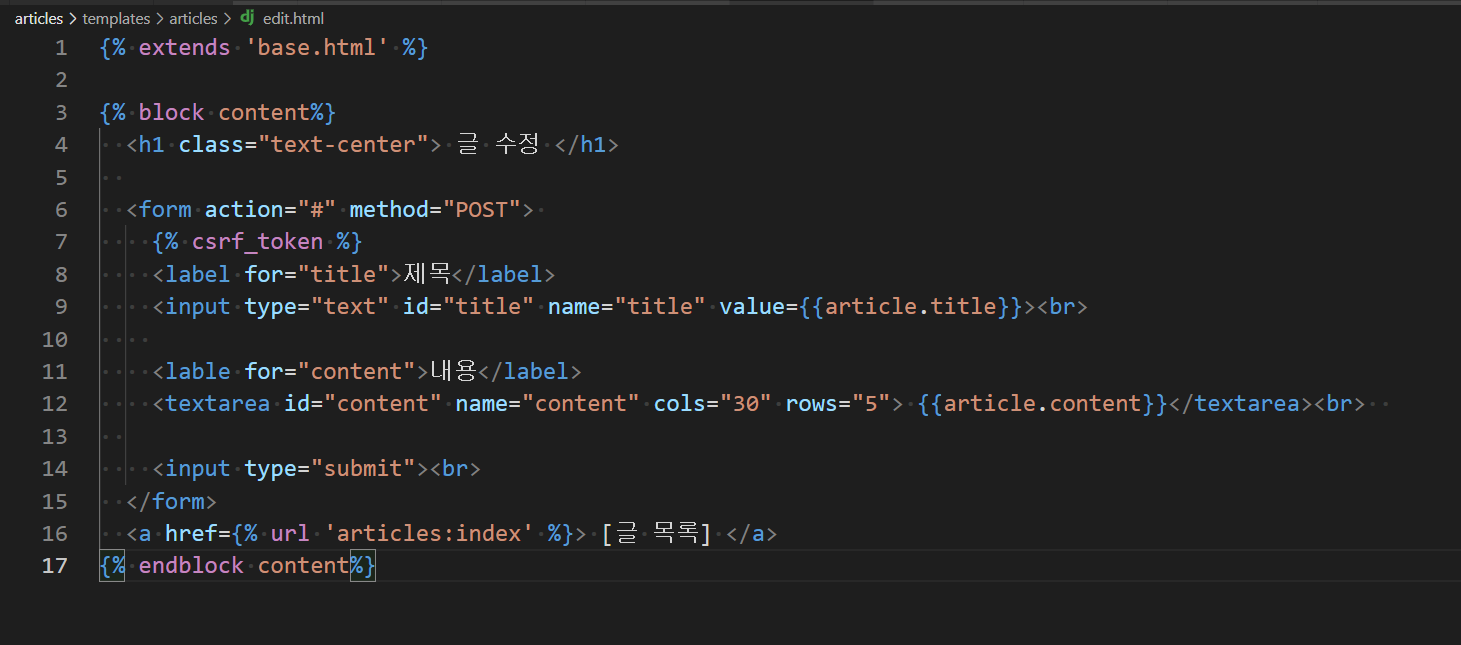 articles > templates > articles > dj edit.html
1 {% extends 'base.html' %}
2
3 {% block content%}
4 <h1 class="text-center"> 글 수정 </h1>
5
6 <form action="#" method="POST">
7 {% csrf_token %}
8 <label for="title">제목</label>
9 <input type="text" id="title" name="title" value={{article.title}}><br>
10
11 <lable for="content">내용</label>
12 <textarea id="content" name="content" cols="30" rows="5"> {{article.content}}</textarea><br>
13
14 <input type="submit"><br>
15 </form>
16 <a href={% url 'articles:index' %}> [글 목록] </a>
17 {% endblock content%}